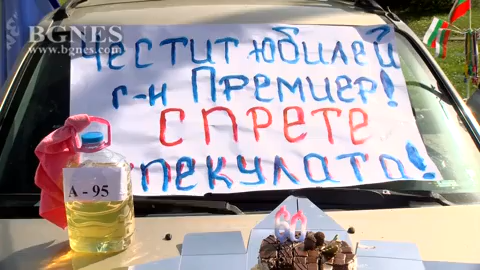 BGNES
www.bgnes.com
ЧЕСТИТ ЮБИЛЕЙ
Г-Н ПРЕМИЕР!
СПРЕТЕ
СПЕКУЛАТА!
А - 95
60